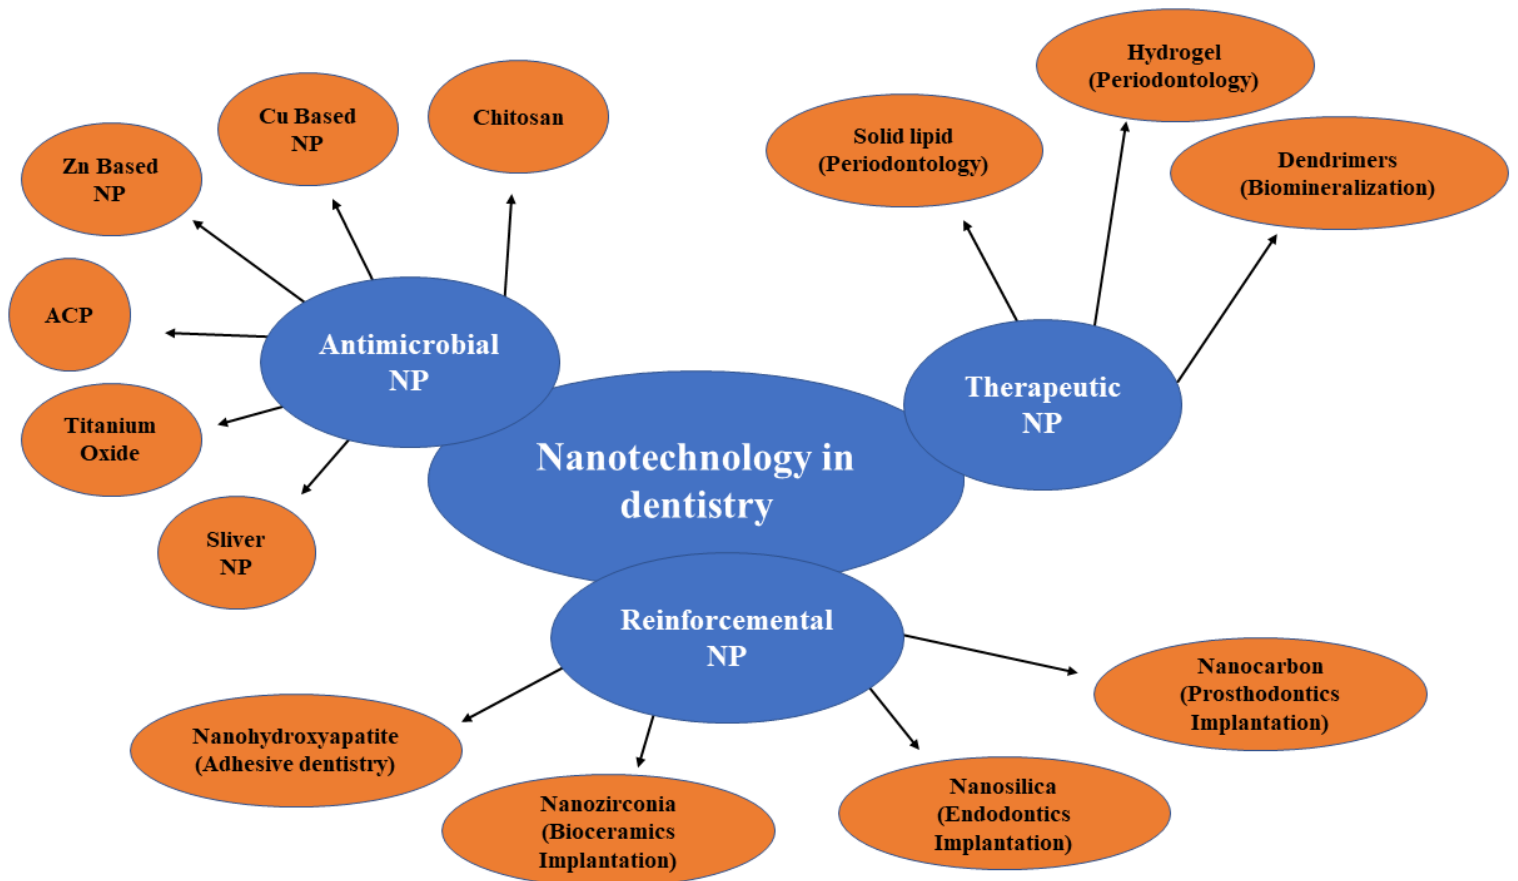 Hydrogel
(Periodontology)
Cu Based
NP
Chitosan
Solid lipid
(Periodontology)
Dendrimers
(Biomineralization)
Zn Based
NP
ACP
Antimicrobial
NP
Therapeutic
NP
Titanium
Oxide
Nanotechnology in
dentistry
Sliver
NP
Reinforcemental
NP
Nanocarbon
(Prosthodontics
Implantation)
Nanohydroxyapatite
(Adhesive dentistry)
Nanozirconia
(Bioceramics
Implantation)
Nanosilica
(Endodontics
Implantation)